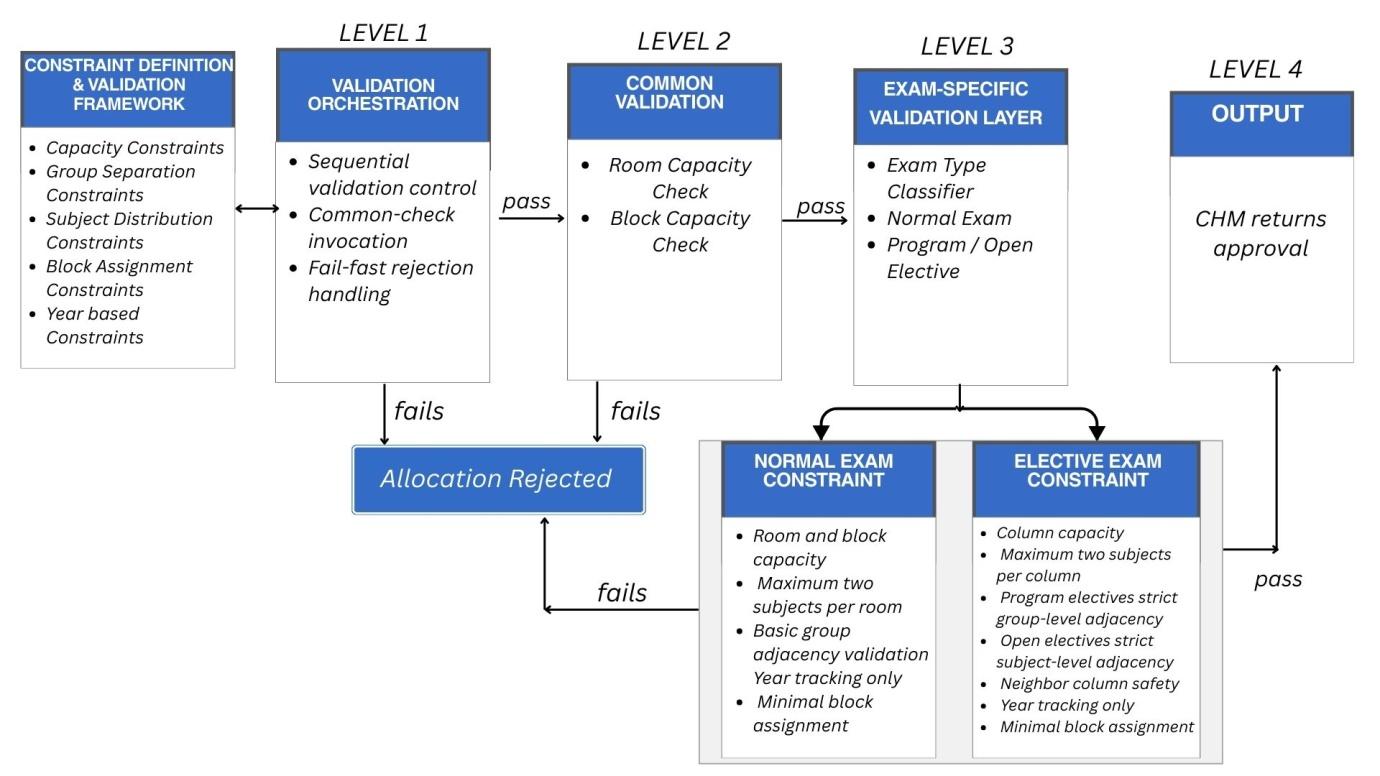 LEVEL 1
LEVEL 2
LEVEL 3
LEVEL 4
CONSTRAINT DEFINITION
& VALIDATION
FRAMEWORK
• Capacity Constraints
• Group Separation
Constraints
• Subject Distribution
Constraints
• Block Assignment
Constraints
• Year based
Constraints
VALIDATION
ORCHESTRATION
• Sequential
validation control
• Common-check
invocation
• Fail-fast rejection
handling
pass
COMMON
VALIDATION
• Room Capacity
Check
• Block Capacity
Check
pass
EXAM-SPECIFIC
VALIDATION LAYER
• Exam Type
Classifier
• Normal Exam
• Program / Open
Elective
OUTPUT
CHM returns
approval
fails
fails
Allocation Rejected
fails
NORMAL EXAM
CONSTRAINT
• Room and block
capacity
• Maximum two
subjects per room
• Basic group
adjacency validation
Year tracking only
• Minimal block
assignment
ELECTIVE EXAM
CONSTRAINT
• Column capacity
• Maximum two subjects
per column
• Program electives strict
group-level adjacency
• Open electives strict
subject-level adjacency
• Neighbor column safety
• Year tracking only
• Minimal block assignment
pass